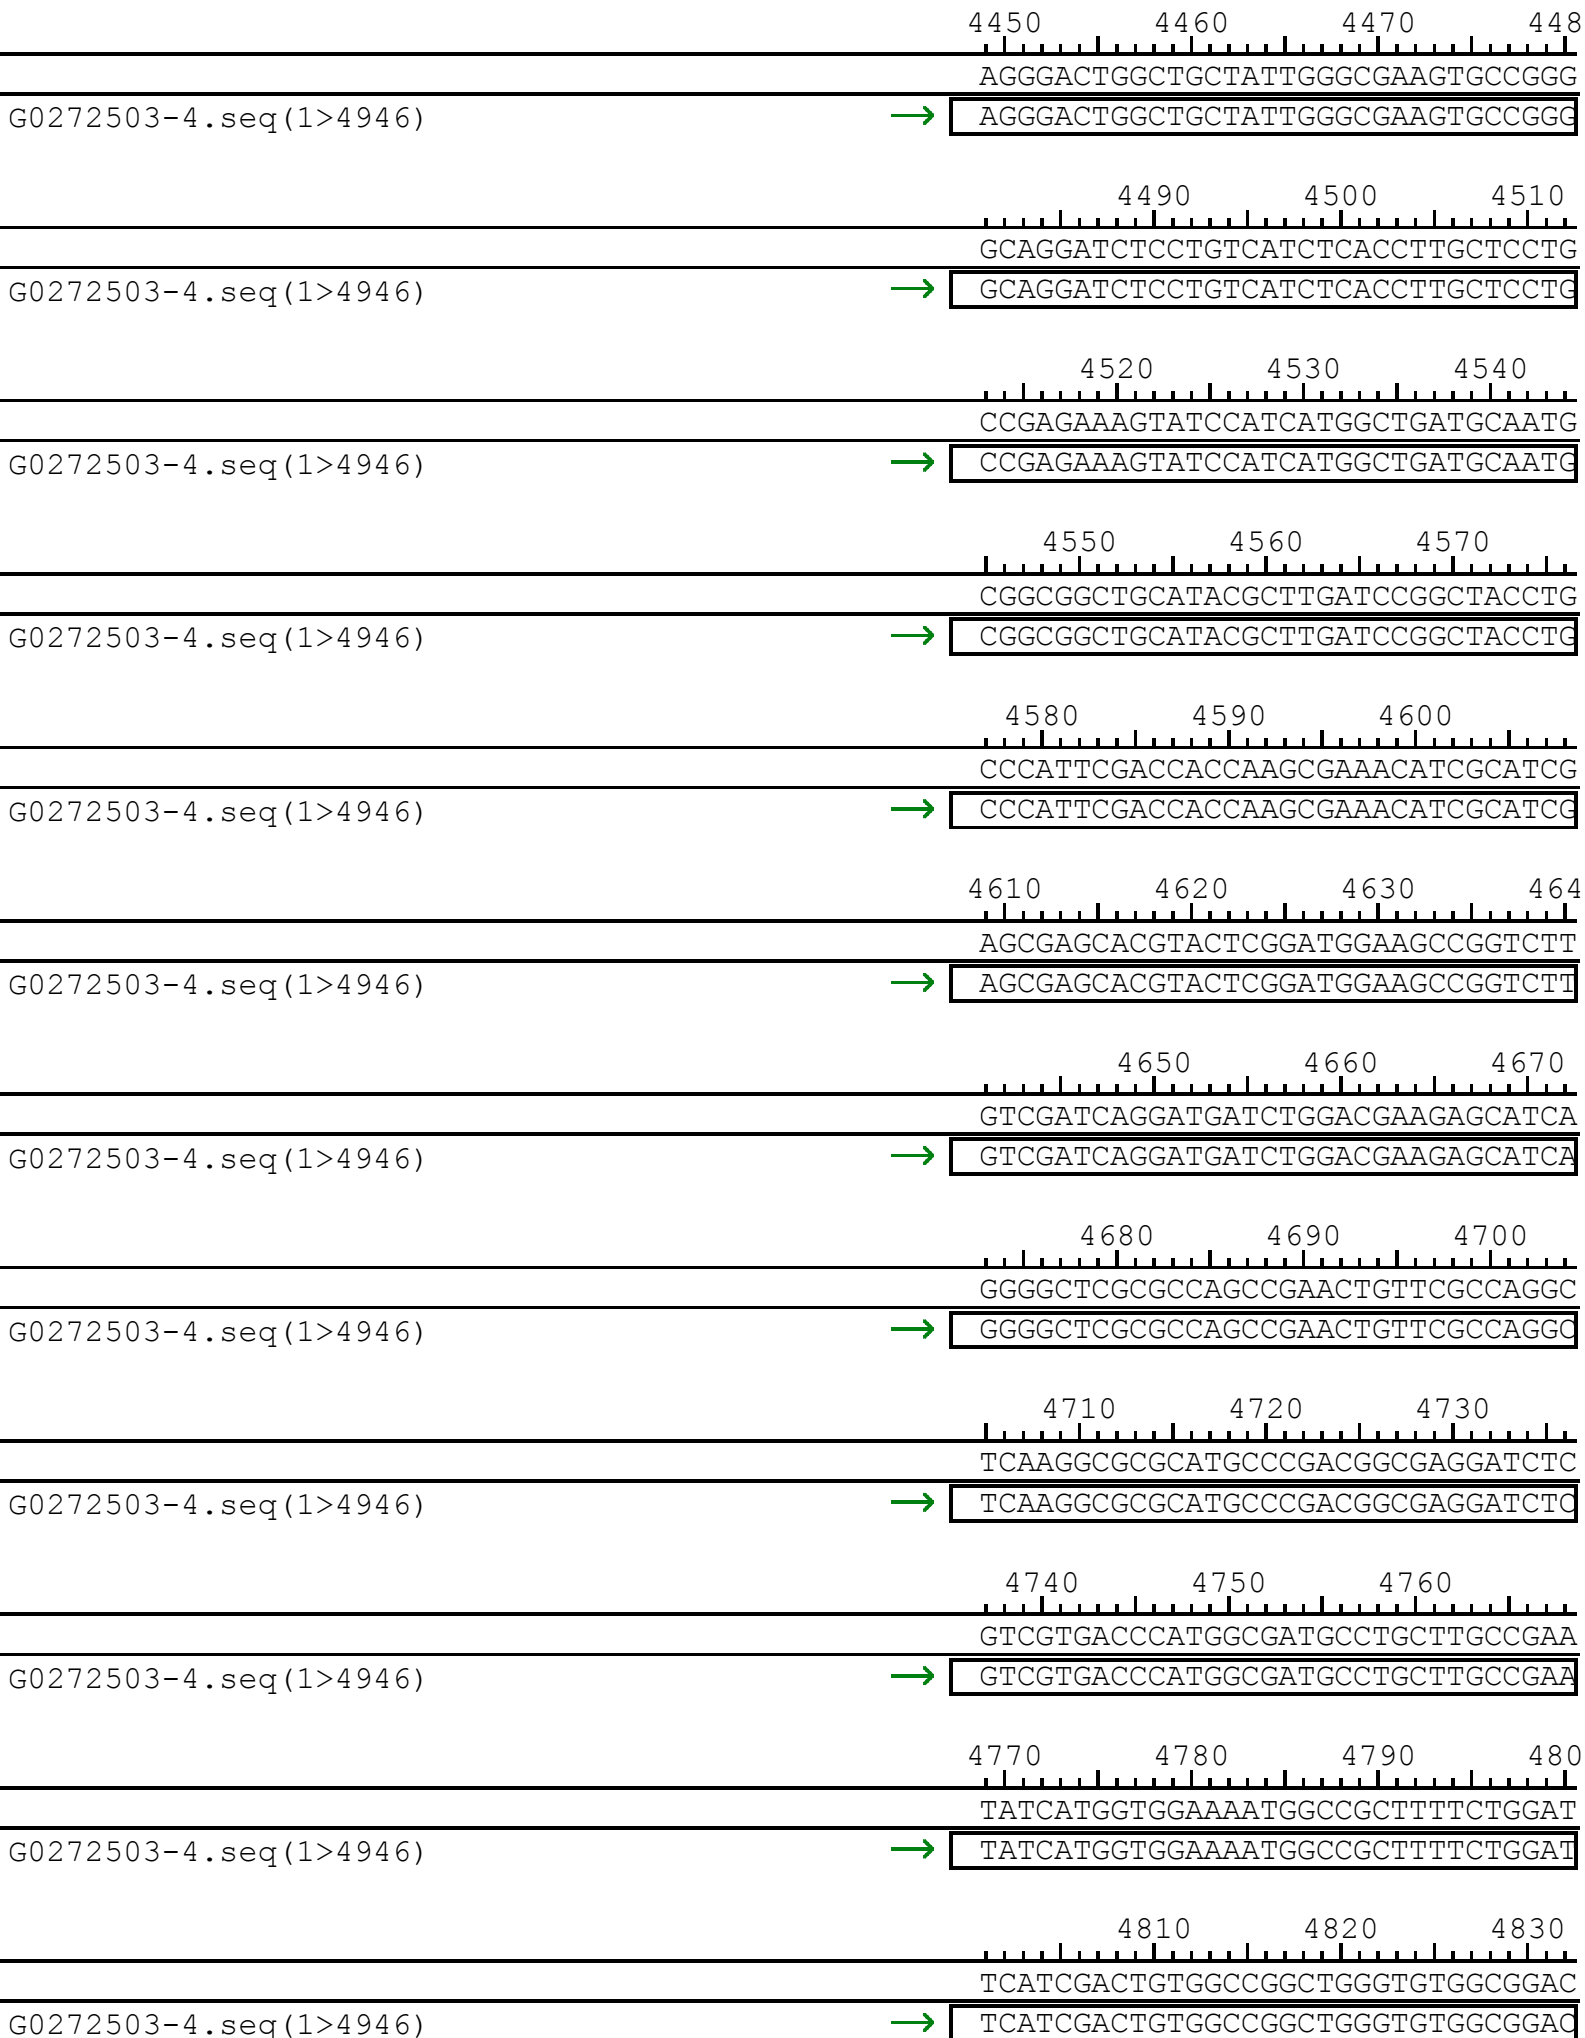 4450 4460 4470 448
AGGGACTGGCTGCTATTGGGCGAAGTGCCGGG
G0272503-4.seq(1>4946) → AGGGACTGGCTGCTATTGGGCGAAGTGCCGGG
4490 4500 4510
GCAGGATCTCCTGTCATCTCACCTTGCTCCTG
G0272503-4.seq(1>4946) → GCAGGATCTCCTGTCATCTCACCTTGCTCCTG
4520 4530 4540
CCGAGAAAGTATCCATCATGGCTGATGCAATG
G0272503-4.seq(1>4946) → CCGAGAAAGTATCCATCATGGCTGATGCAATG
4550 4560 4570
CGGCGGCTGCATACGCTTGATCCGGCTACCTG
G0272503-4.seq(1>4946) → CGGCGGCTGCATACGCTTGATCCGGCTACCTG
4580 4590 4600
CCCATTCGACCACCAAGCGAAACATCGCATCG
G0272503-4.seq(1>4946) → CCCATTCGACCACCAAGCGAAACATCGCATCG
4610 4620 4630 464
AGCGAGCACGTACTCGGATGGAAGCCGGTCTT
G0272503-4.seq(1>4946) → AGCGAGCACGTACTCGGATGGAAGCCGGTCTT
4650 4660 4670
GTCGATCAGGATGATCTGGACGAAGAGCATCA
G0272503-4.seq(1>4946) → GTCGATCAGGATGATCTGGACGAAGAGCATCA
4680 4690 4700
GGGGCTCGCGCCAGCCGAACTGTTCGCCAGGC
G0272503-4.seq(1>4946) → GGGGCTCGCGCCAGCCGAACTGTTCGCCAGGC
4710 4720 4730
TCAAGGCGCGCATGCCCGACGGCGAGGATCTC
G0272503-4.seq(1>4946) → TCAAGGCGCGCATGCCCGACGGCGAGGATCTC
4740 4750 4760
GTCGTGACCCATGGCGATGCCTGCTTGCCGAA
G0272503-4.seq(1>4946) → GTCGTGACCCATGGCGATGCCTGCTTGCCGAA
4770 4780 4790 480
TATCATGGTGGAAAATGGCCGCTTTTCTGGAT
G0272503-4.seq(1>4946) → TATCATGGTGGAAAATGGCCGCTTTTCTGGAT
4810 4820 4830
TCATCGACTGTGGCCGGCTGGGTGTGGCGGAC
G0272503-4.seq(1>4946) → TCATCGACTGTGGCCGGCTGGGTGTGGCGGAC